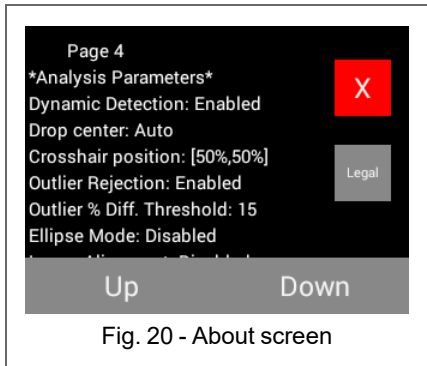 Page 4
X
*Analysis Parameters*
Dynamic Detection: Enabled
Drop center: Auto
Crosshair position: [50%,50%]
Legal
Outlier Rejection: Enabled
Outlier % Diff. Threshold: 15
Ellipse Mode: Disabled
Up
Down
Fig. 20 - About screen